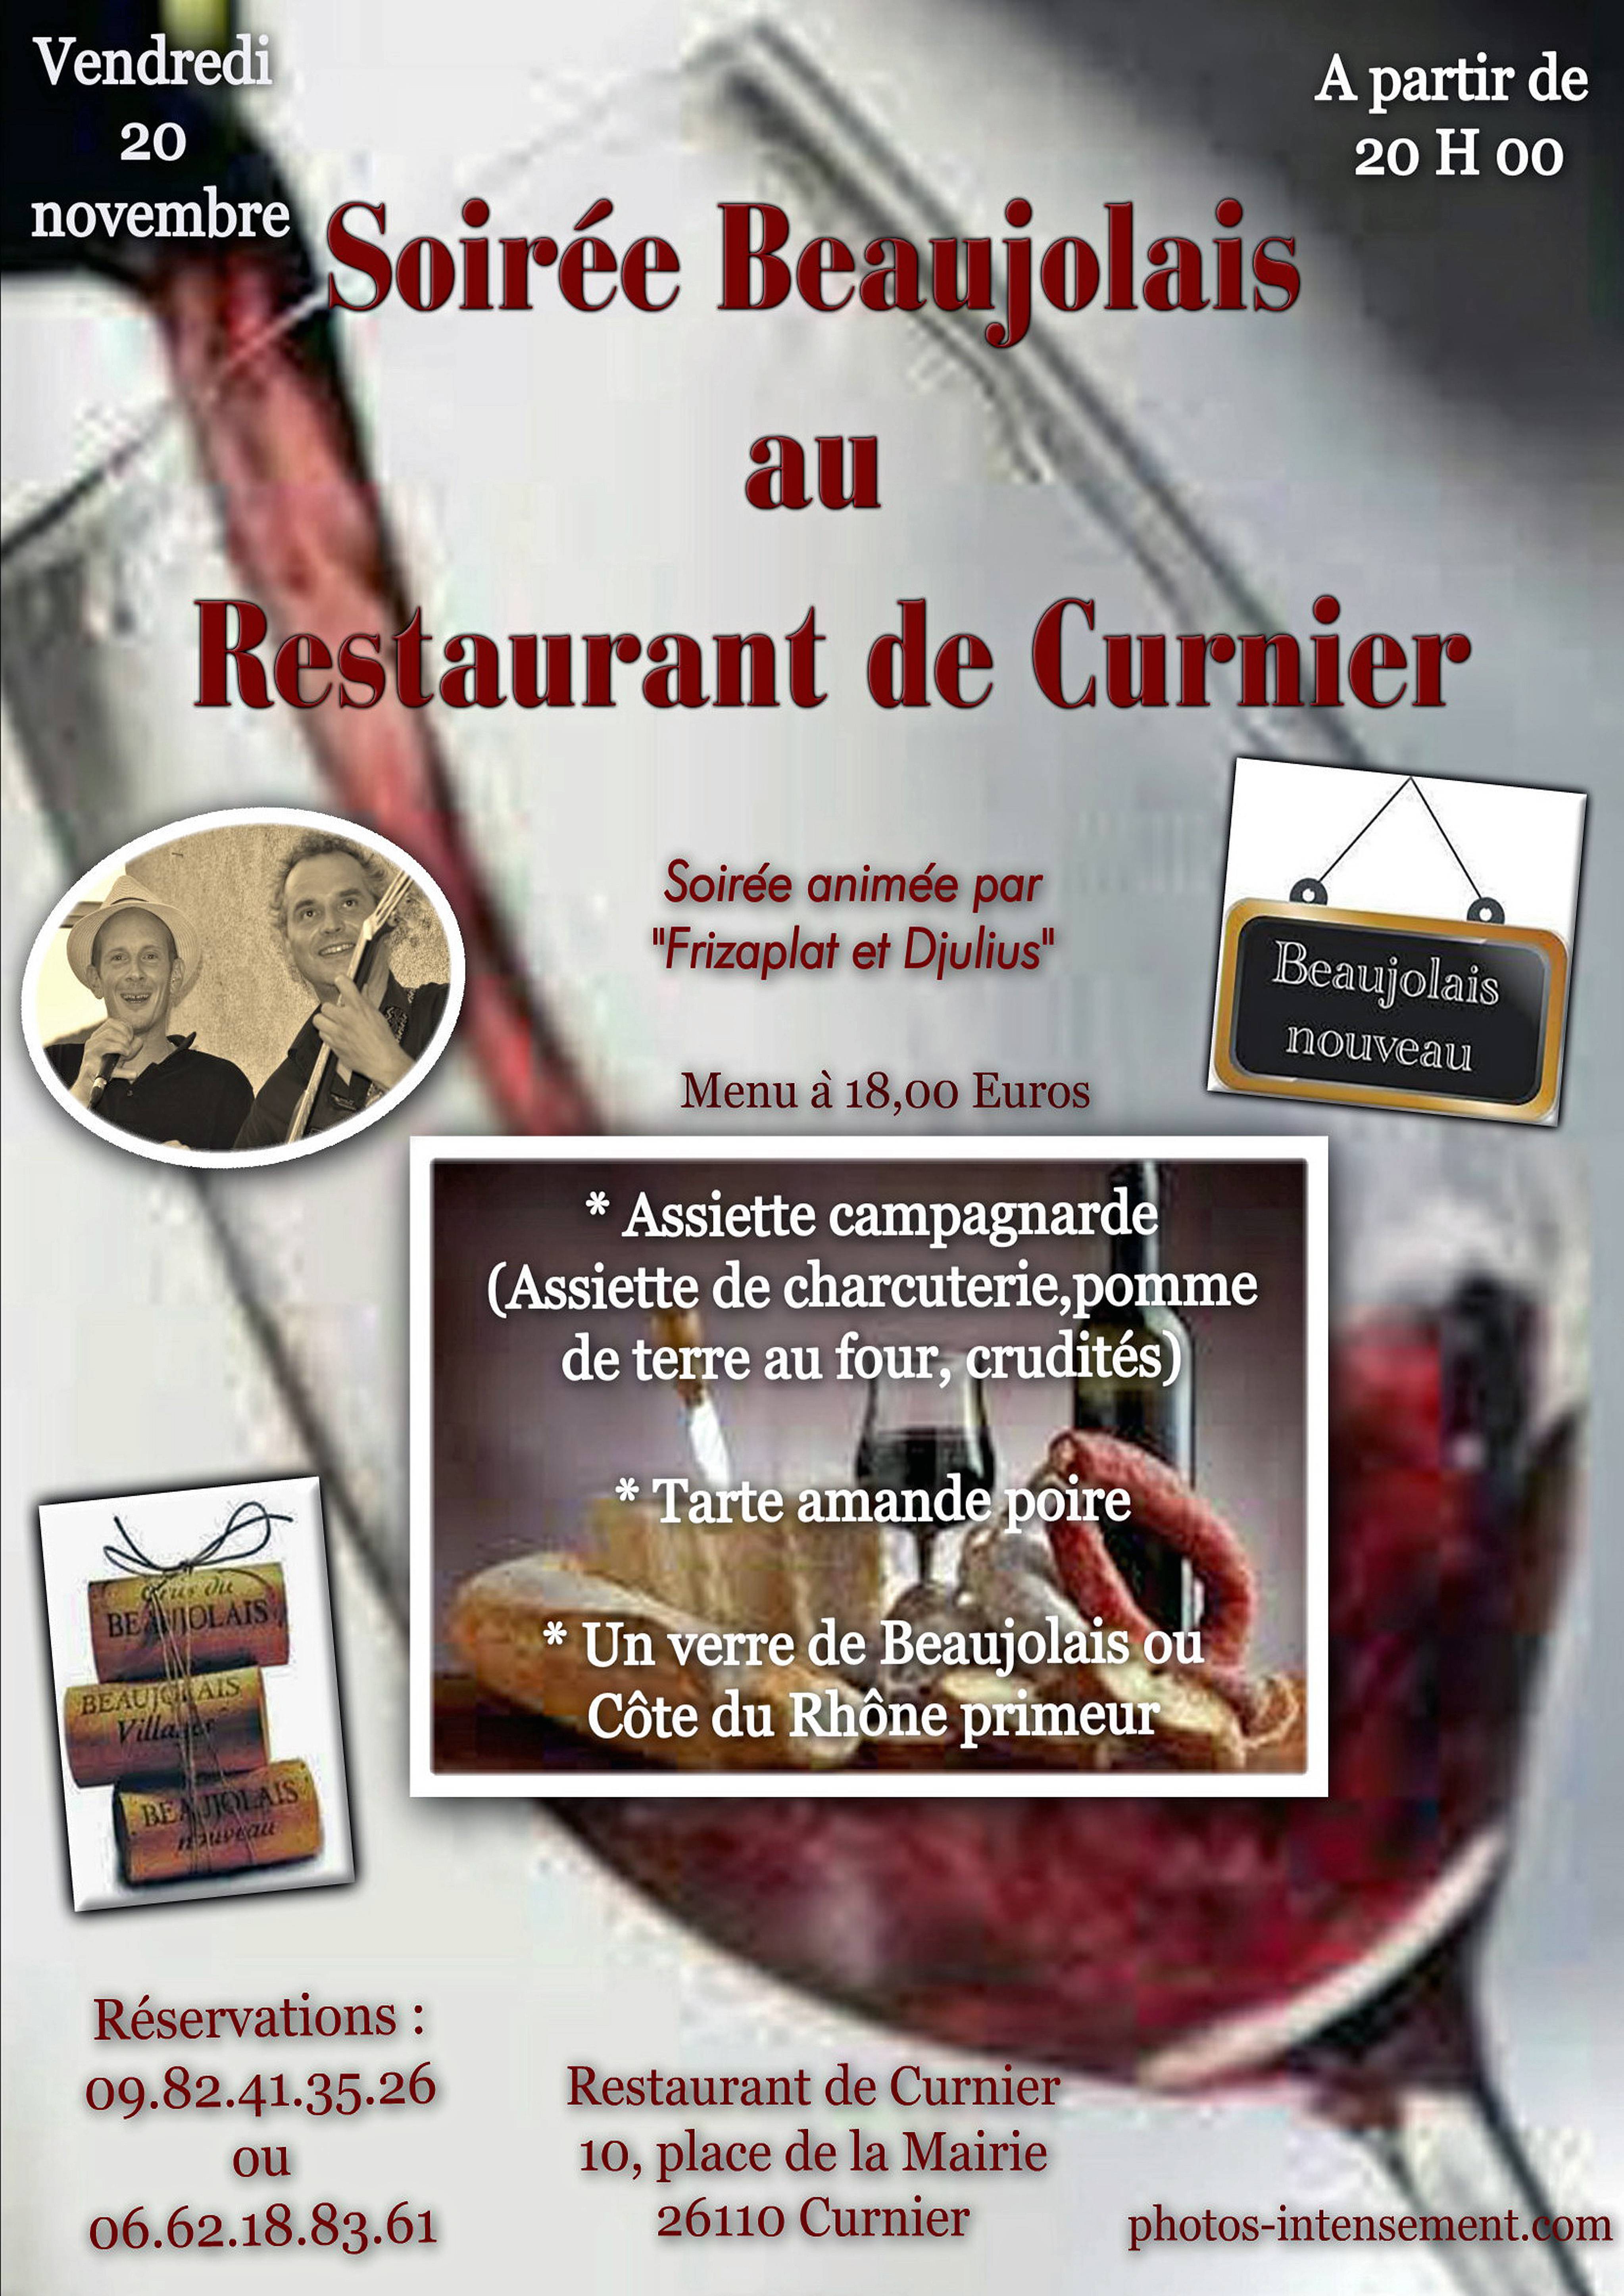 Vendredi
20
novembre
A partir de
20 H 00
Soirée Beaujolais
au
Restaurant de Curnier
Soirée animée par
"Frizaplat et Djulius"
Beaujolais
nouveau
Menu à 18,00 Euros
* Assiette campagnarde
(Assiette de charcuterie,pomme
de terre au four, crudités)
* Tarte amande poire
* Un verre de Beaujolais ou
Côte du Rhône primeur
Crus du
BEAUJOLAIS
BEAUJOLAIS
Villages
BEAUJOLAIS
nouveau
Réservations :
09.82.41.35.26
ou
06.62.18.83.61
Restaurant de Curnier
10, place de la Mairie
26110 Curnier
photos-intensement.com